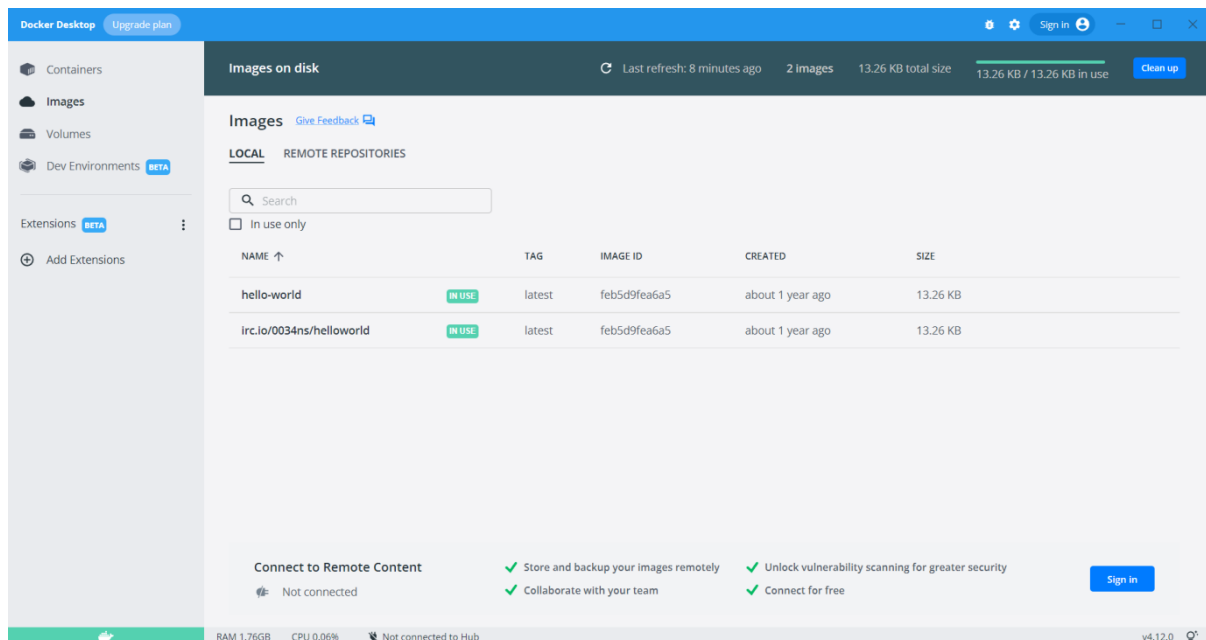 Docker Desktop Upgrade plan Sign in
Containers
Images
Volumes
Dev Environments BETA
Extensions BETA
Add Extensions
Images on disk Last refresh: 8 minutes ago 2 images 13.26 KB total size 13.26 KB / 13.26 KB in use Clean up
Images Give Feedback
LOCAL REMOTE REPOSITORIES
Search
In use only
NAME TAG IMAGE ID CREATED SIZE
hello-world IN USE latest feb5d9fea6a5 about 1 year ago 13.26 KB
irc.io/0034ns/helloworld IN USE latest feb5d9fea6a5 about 1 year ago 13.26 KB
Connect to Remote Content
Not connected
Store and backup your images remotely
Collaborate with your team
Unlock vulnerability scanning for greater security
Connect for free
Sign in
RAM 1.76GB CPU 0.06% Not connected to Hub v4.12.0